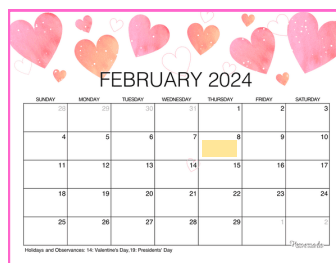 FEBRUARY 2024
SUNDAY MONDAY TUESDAY WEDNESDAY THURSDAY FRIDAY SATURDAY
28 29 30 31 1 2 3
4 5 6 7 8 9 10
11 12 13 14 15 16 17
18 19 20 21 22 23 24
25 26 27 28 29 1 2
Holidays and Observances: 14: Valentine's Day,19: Presidents' Day